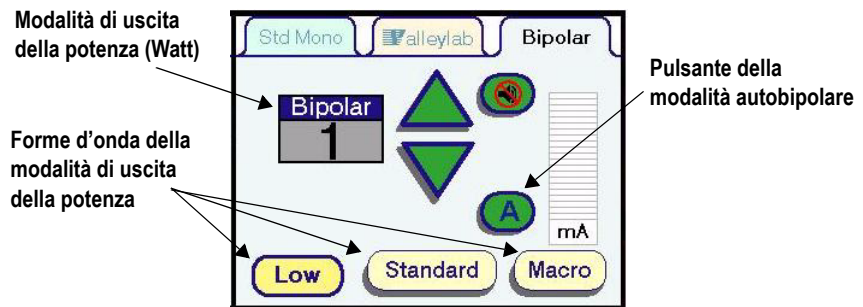 Modalità di uscita
della potenza (Watt)
Std Mono
Valleylab
Bipolar
Pulsante della
modalità autobipolare
Bipolar
1
Forme d'onda della
modalità di uscita
della potenza
A
mA
Low
Standard
Macro